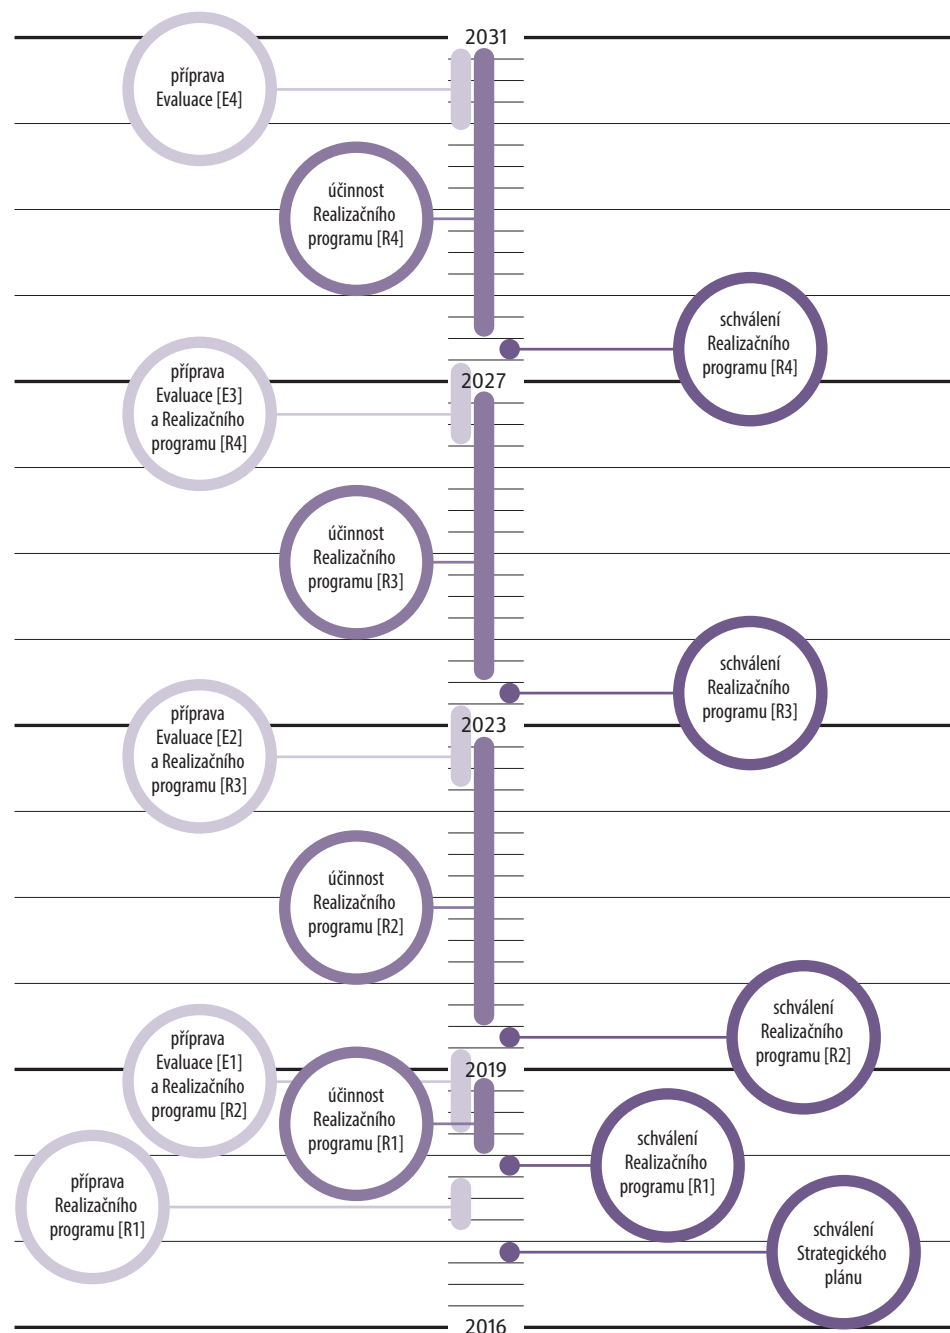 2031
příprava
Evaluace [E4]
účinnost
Realizačního
programu [R4]
schválení
Realizačního
programu [R4]
příprava
Evaluace [E3]
a Realizačního
programu [R4]
2027
účinnost
Realizačního
programu [R3]
schválení
Realizačního
programu [R3]
příprava
Evaluace [E2]
a Realizačního
programu [R3]
2023
účinnost
Realizačního
programu [R2]
schválení
Realizačního
programu [R2]
příprava
Evaluace [E1]
a Realizačního
programu [R2]
2019
účinnost
Realizačního
programu [R1]
schválení
Realizačního
programu [R1]
příprava
Realizačního
programu [R1]
schválení
Strategického
plánu
2016